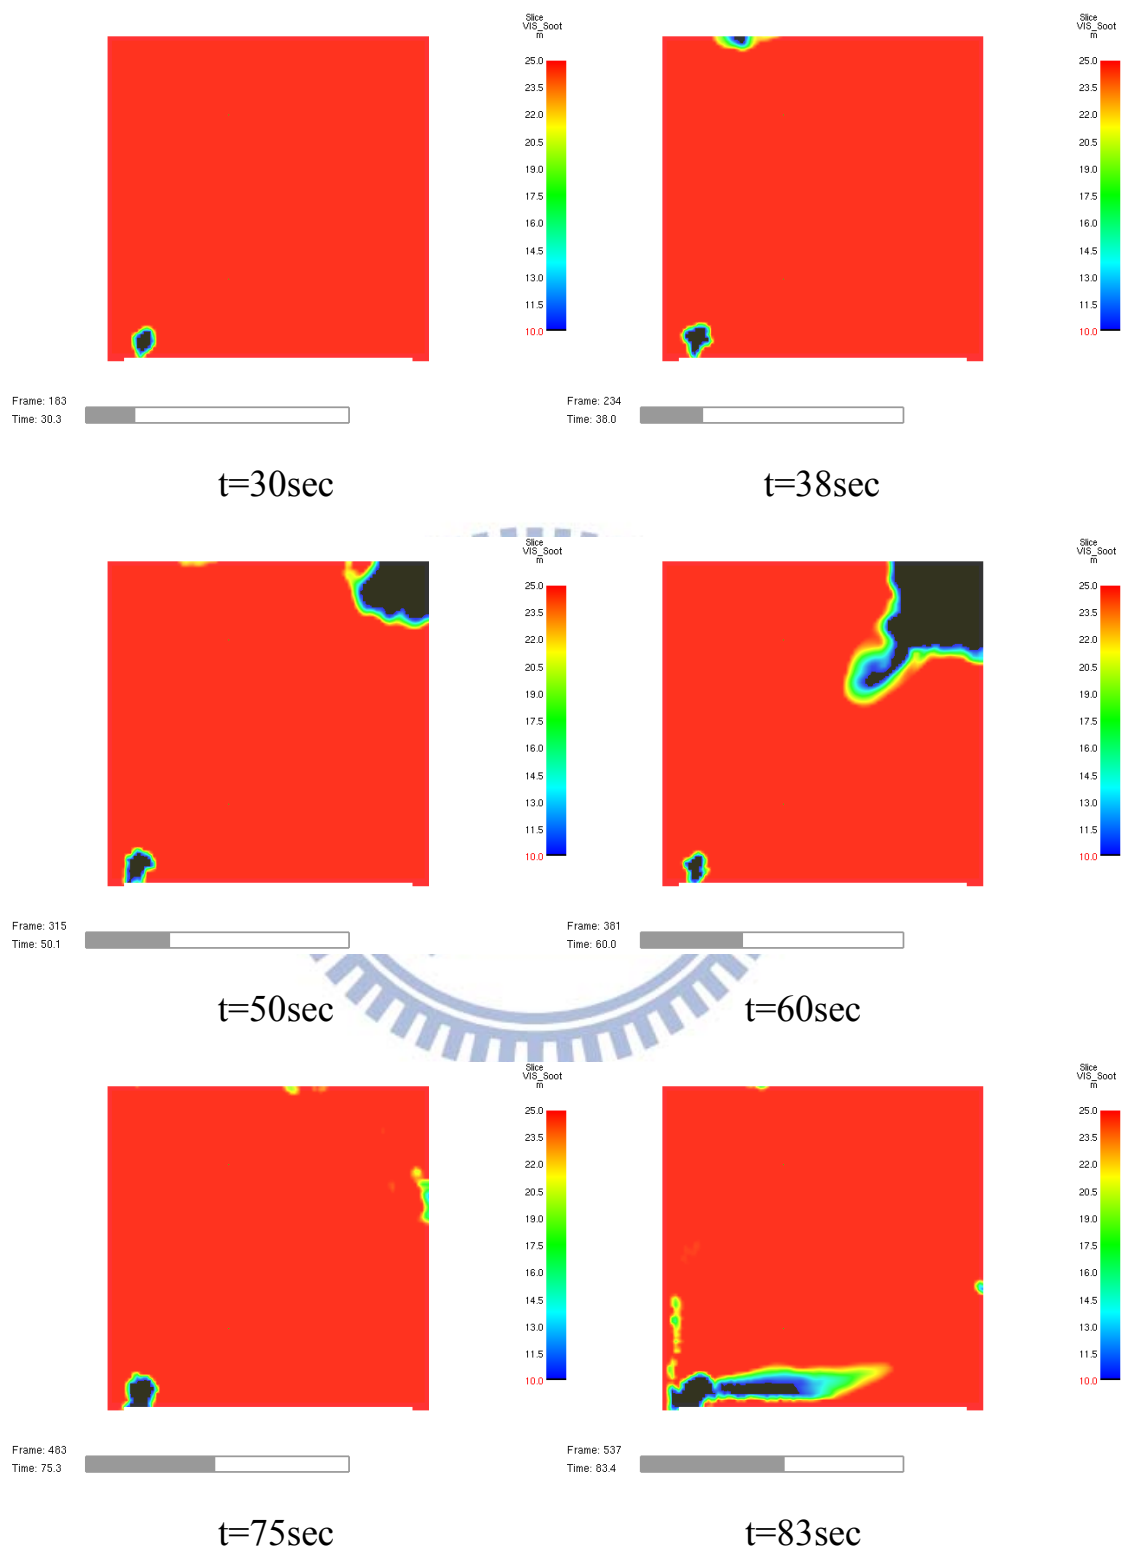 Slice
VIS_Soot
m
25.0
23.5
22.0
20.5
19.0
17.5
16.0
14.5
13.0
11.5
10.0
Frame: 183
Time: 30.3
t=30sec
Slice
VIS_Soot
m
25.0
23.5
22.0
20.5
19.0
17.5
16.0
14.5
13.0
11.5
10.0
Frame: 234
Time: 38.0
t=38sec
Slice
VIS_Soot
m
25.0
23.5
22.0
20.5
19.0
17.5
16.0
14.5
13.0
11.5
10.0
Frame: 315
Time: 50.1
t=50sec
Slice
VIS_Soot
m
25.0
23.5
22.0
20.5
19.0
17.5
16.0
14.5
13.0
11.5
10.0
Frame: 381
Time: 60.0
t=60sec
Slice
VIS_Soot
m
25.0
23.5
22.0
20.5
19.0
17.5
16.0
14.5
13.0
11.5
10.0
Frame: 483
Time: 75.3
t=75sec
Slice
VIS_Soot
m
25.0
23.5
22.0
20.5
19.0
17.5
16.0
14.5
13.0
11.5
10.0
Frame: 537
Time: 83.4
t=83sec